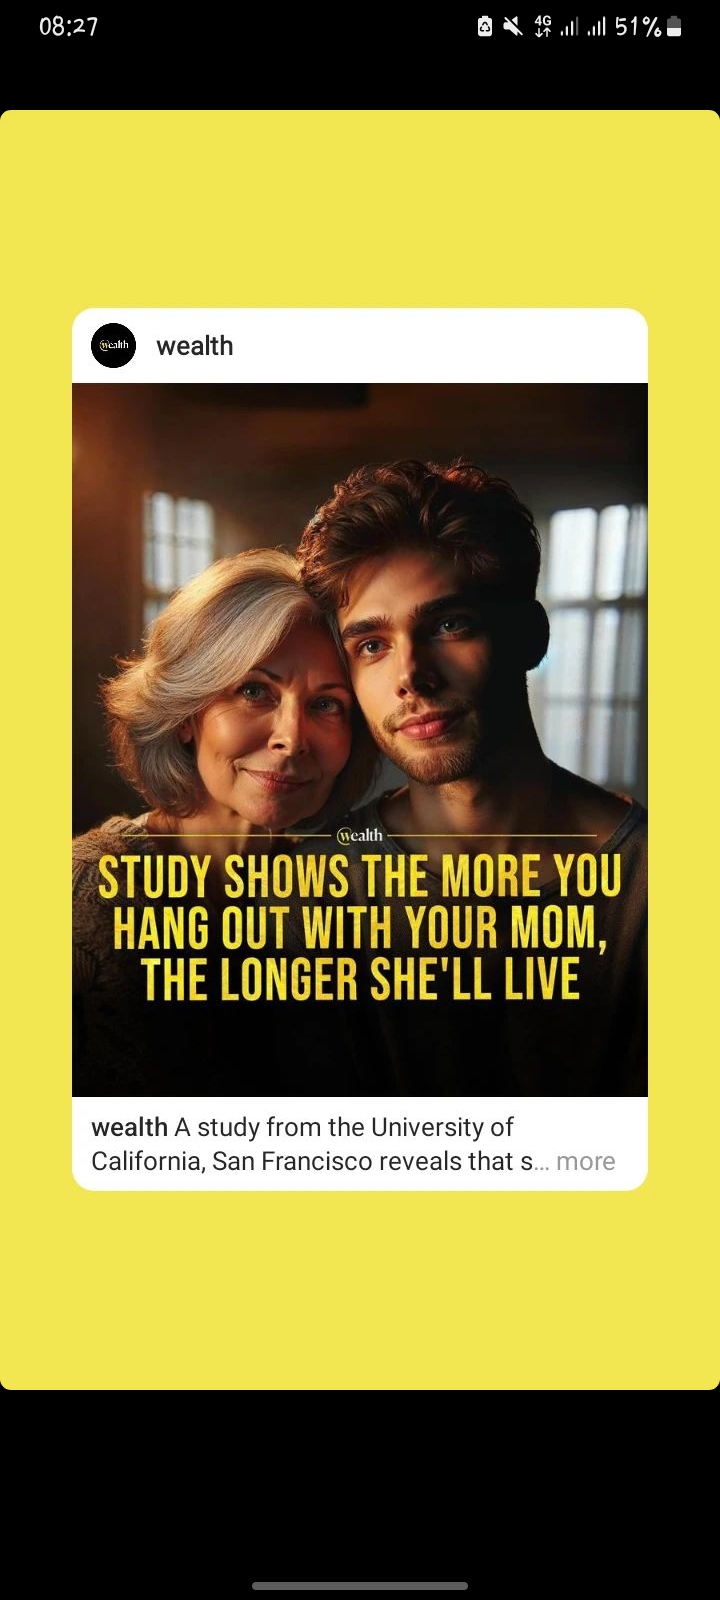 08:27
4G
51%
wealth
wealth
wealth
STUDY SHOWS THE MORE YOU
HANG OUT WITH YOUR MOM,
THE LONGER SHE'LL LIVE
wealth A study from the University of
California, San Francisco reveals that s... more